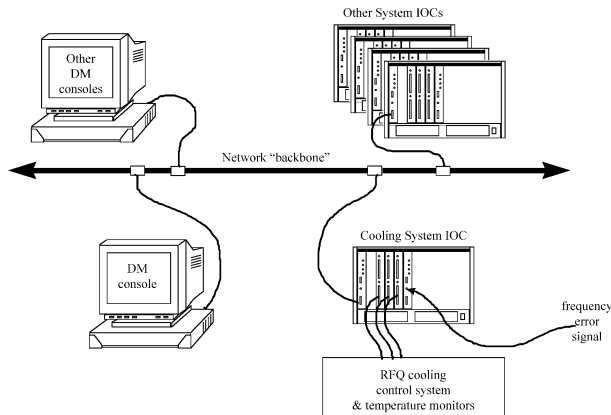 Other System IOCs
Other
DM
consoles
Network “backbone”
Cooling System IOC
DM
console
frequency
error
signal
RFQ cooling
control system
& temperature monitors